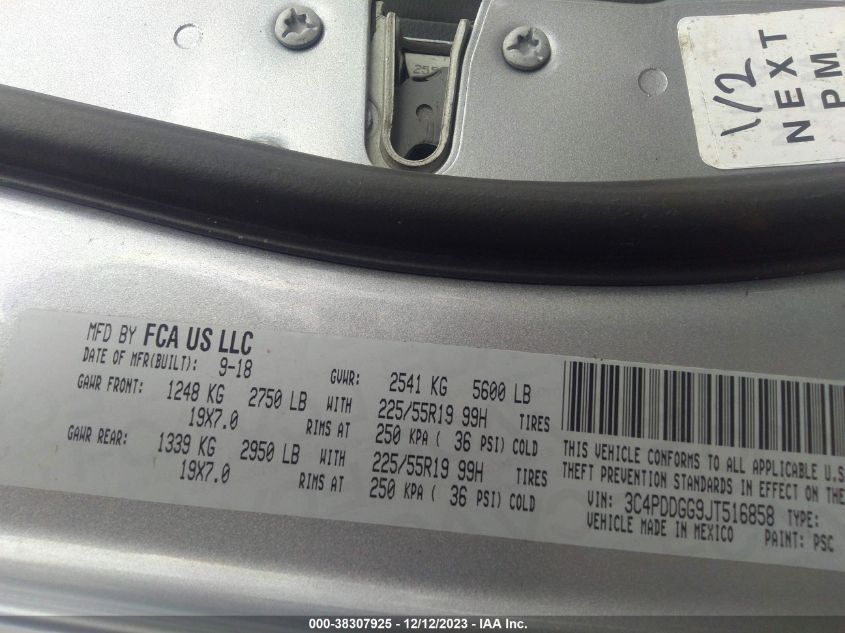 255
1/2
NEXT
PM
MFD BY FCA US LLC
DATE OF MFR(BUILT): 9-18 GVWR: 2541 KG 5600 LB
GAWR FRONT: 1248 KG 2750 LB WITH 225/55R19 99H TIRES
19X7.0 RIMS AT 250 KPA ( 36 PSI) COLD
GAWR REAR: 1339 KG 2950 LB WITH 225/55R19 99H TIRES
19X7.0 RIMS AT 250 KPA ( 36 PSI) COLD
THIS VEHICLE CONFORMS TO ALL APPLICABLE U.S
THEFT PREVENTION STANDARDS IN EFFECT ON THE
VIN: 3C4PDDGG9JT516858 TYPE:
VEHICLE MADE IN MEXICO PAINT: PSC
000-38307925 - 12/12/2023 - IAA Inc.